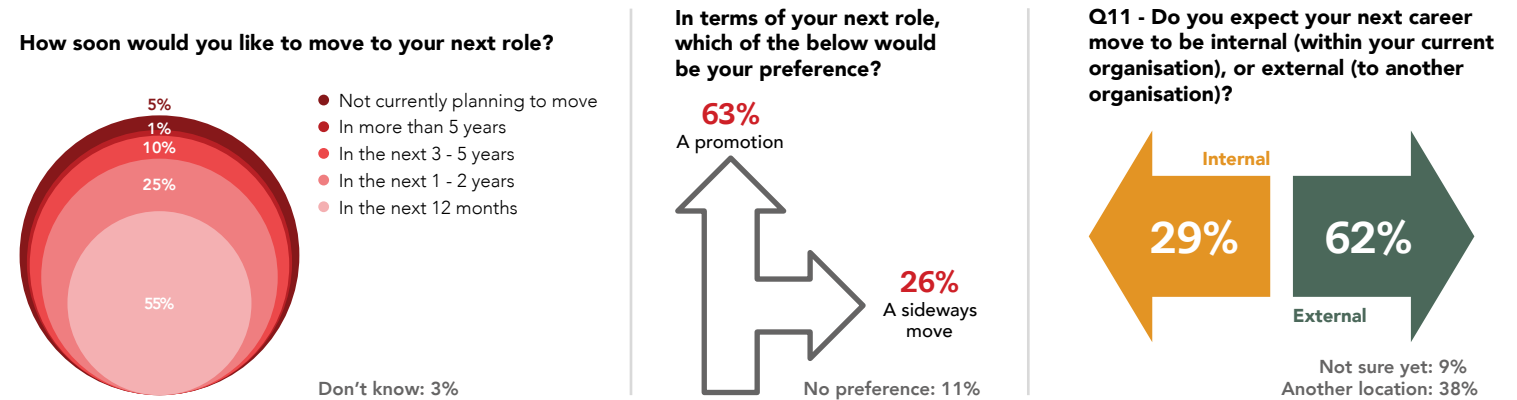 How soon would you like to move to your next role?
5%
1%
10%
25%
55%
Not currently planning to move
In more than 5 years
In the next 3 - 5 years
In the next 1 - 2 years
In the next 12 months
Don’t know: 3%
In terms of your next role,
which of the below would
be your preference?
63%
A promotion
26%
A sideways
move
No preference: 11%
Q11 - Do you expect your next career
move to be internal (within your current
organisation), or external (to another
organisation)?
Internal
29%
62%
External
Not sure yet: 9%
Another location: 38%